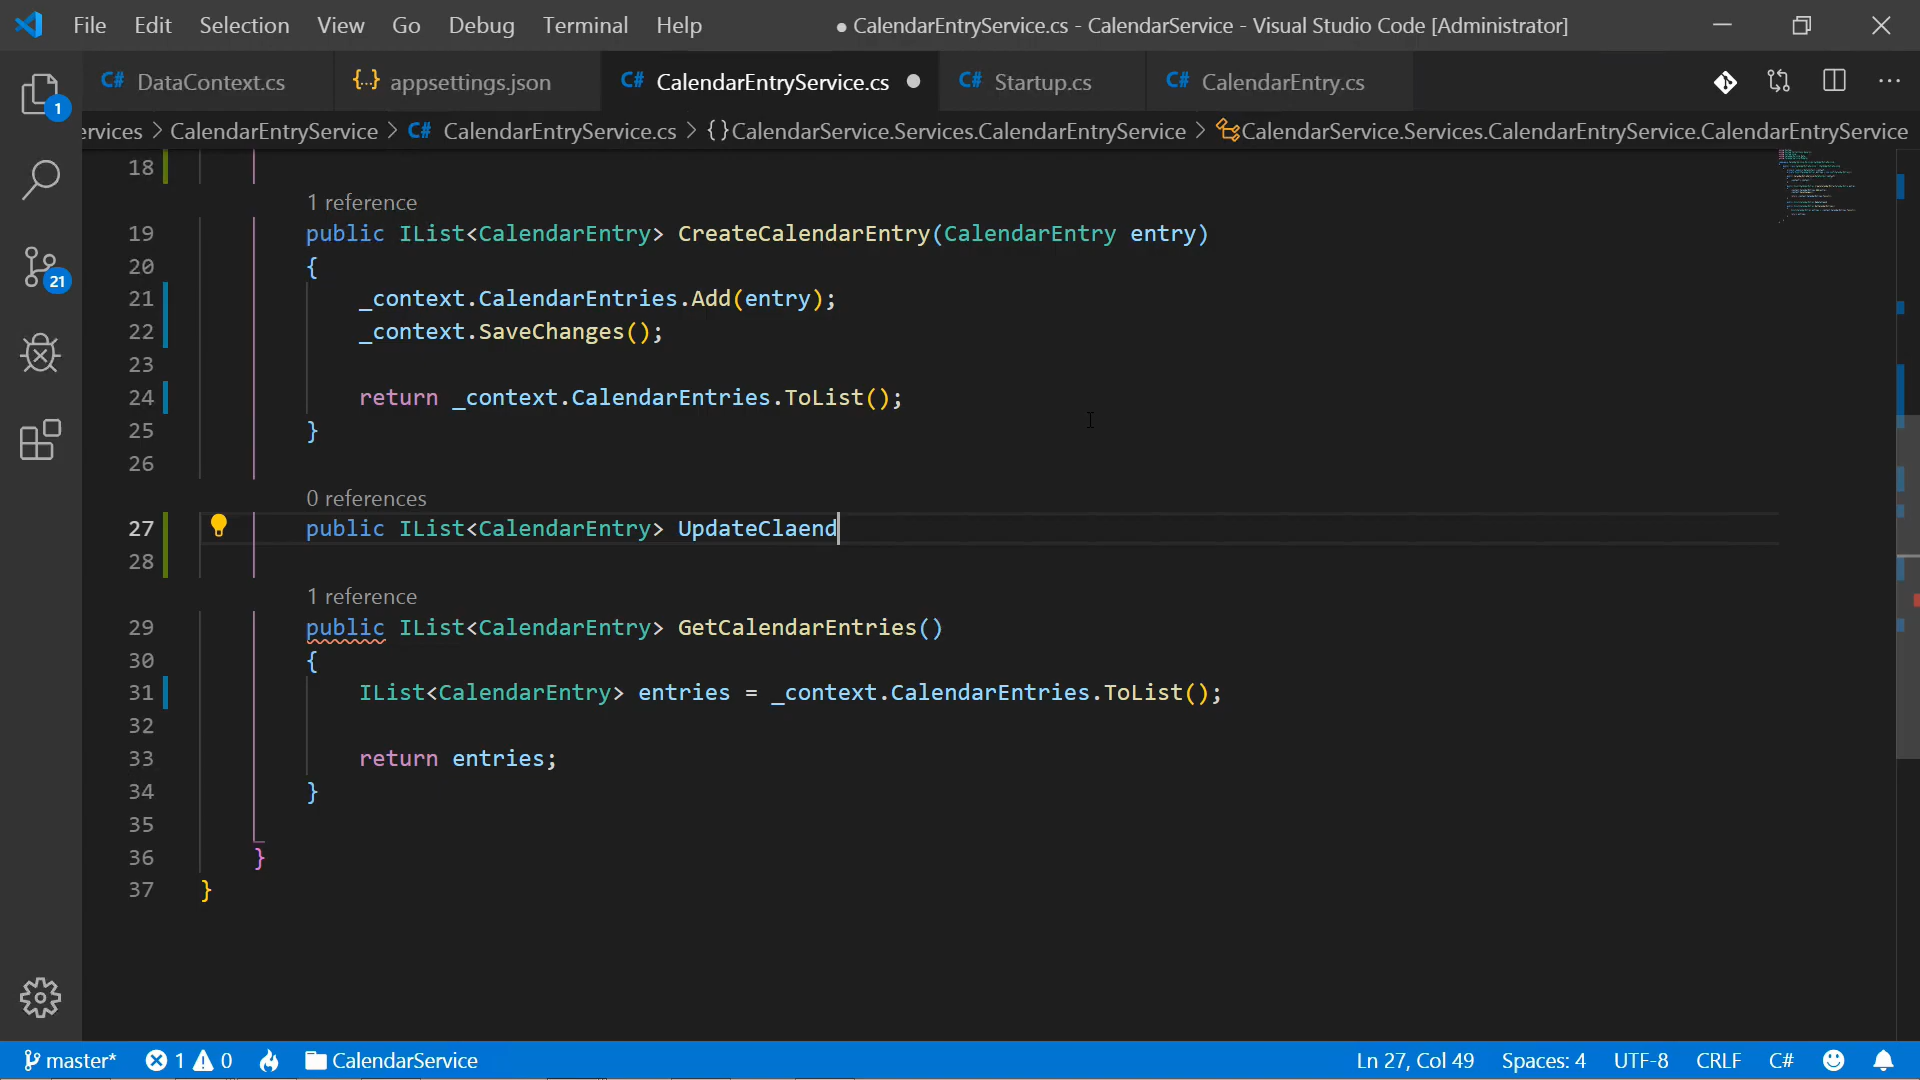 File Edit Selection View Go Debug Terminal Help ● CalendarEntryService.cs - CalendarService - Visual Studio Code [Administrator]
C# DataContext.cs {..} appsettings.json C# CalendarEntryService.cs ● C# Startup.cs C# CalendarEntry.cs
1
ervices > CalendarEntryService > C# CalendarEntryService.cs > {} CalendarService.Services.CalendarEntryService > CalendarService.Services.CalendarEntryService.CalendarEntryService
18
1 reference
19 public IList<CalendarEntry> CreateCalendarEntry(CalendarEntry entry)
20 {
21 _context.CalendarEntries.Add(entry);
21
22 _context.SaveChanges();
23
24 return _context.CalendarEntries.ToList();
25 }
26
0 references
27 public IList<CalendarEntry> UpdateClaend
28
1 reference
29 public IList<CalendarEntry> GetCalendarEntries()
30 {
31 IList<CalendarEntry> entries = _context.CalendarEntries.ToList();
32
33 return entries;
34 }
35
36 }
37 }
master* 1 0 CalendarService Ln 27, Col 49 Spaces: 4 UTF-8 CRLF C#